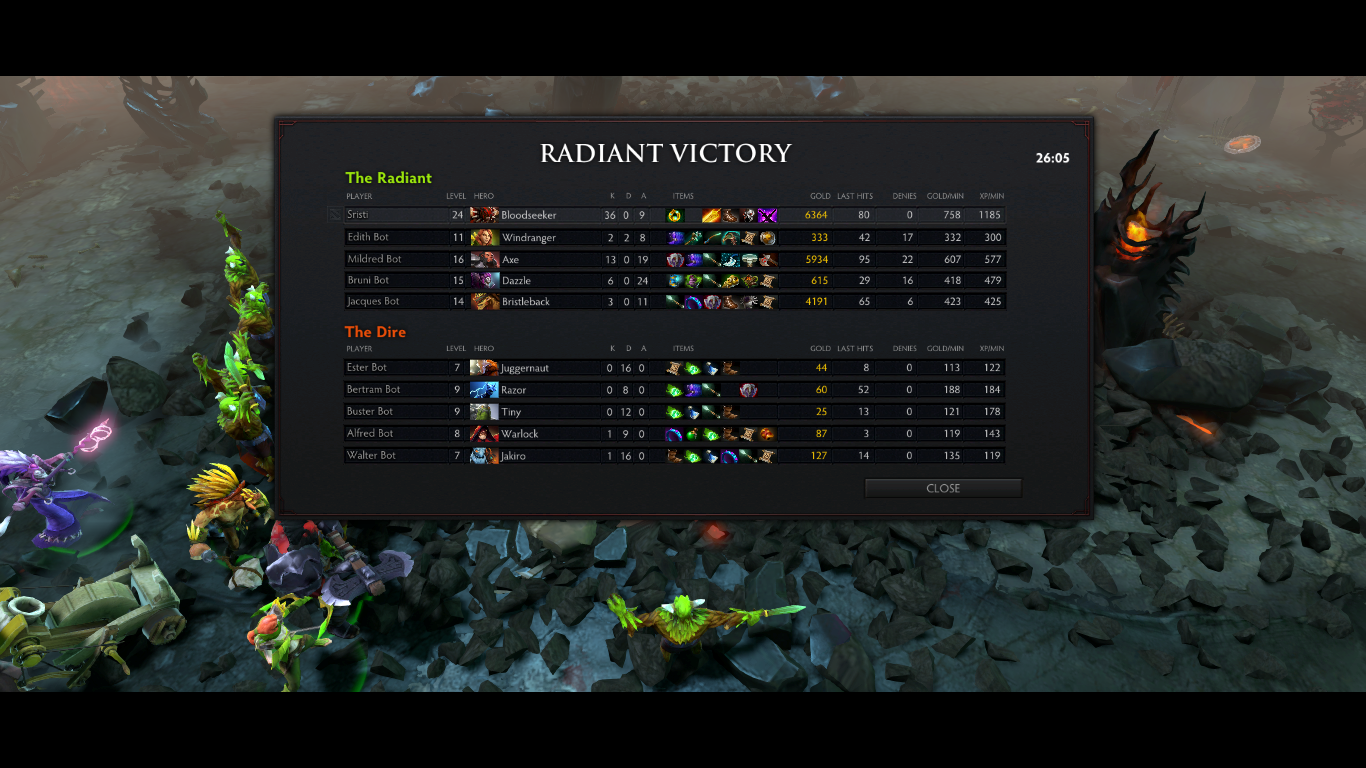 RADIANT VICTORY
26:05
The Radiant
PLAYER LEVEL HERO K D A ITEMS GOLD LAST HITS DENIES GOLD/MIN XP/MIN
Sristi 24 Bloodseeker 36 0 9 6364 80 0 758 1185
Edith Bot 11 Windranger 2 2 8 333 42 17 332 300
Mildred Bot 16 Axe 13 0 19 5934 95 22 607 577
Bruni Bot 15 Dazzle 6 0 24 615 29 16 418 479
Jacques Bot 14 Bristleback 3 0 11 4191 65 6 423 425
The Dire
PLAYER LEVEL HERO K D A ITEMS GOLD LAST HITS DENIES GOLD/MIN XP/MIN
Ester Bot 7 Juggernaut 0 16 0 44 8 0 113 122
Bertram Bot 9 Razor 0 8 0 60 52 0 188 184
Buster Bot 9 Tiny 0 12 0 25 13 0 121 178
Alfred Bot 8 Warlock 1 9 0 87 3 0 119 143
Walter Bot 7 Jakiro 1 16 0 127 14 0 135 119
CLOSE